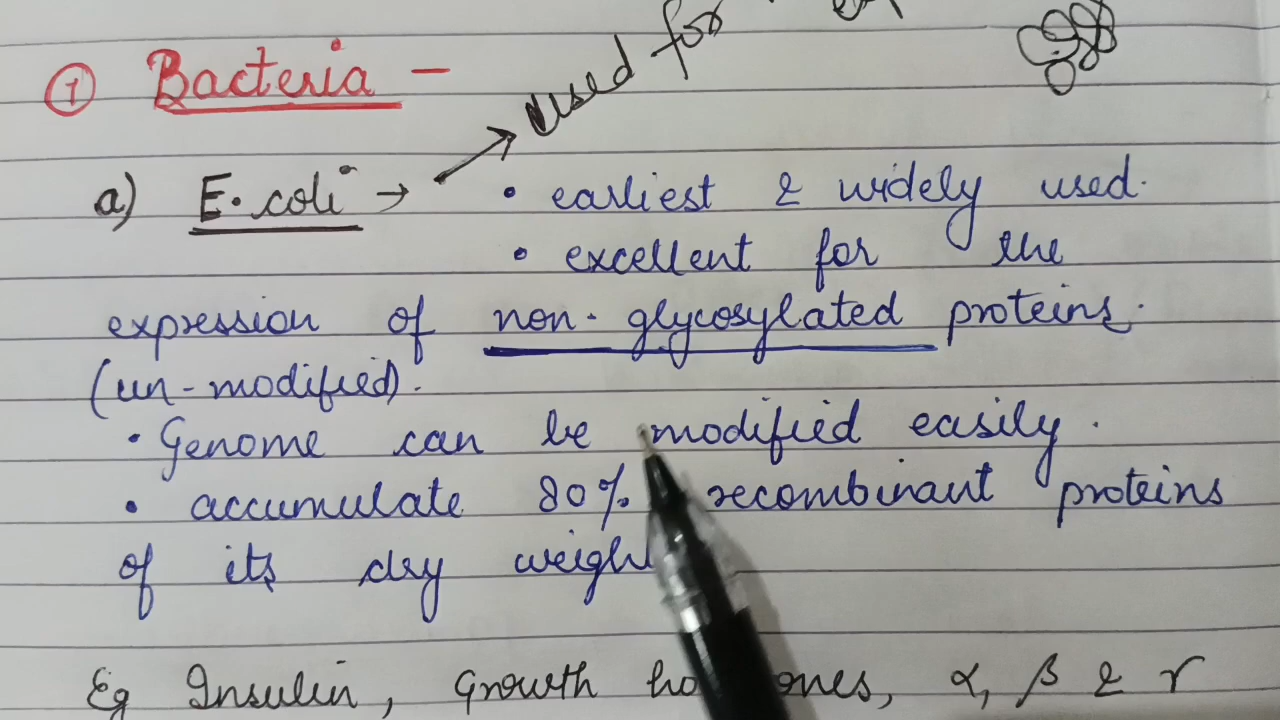 Used for
① Bacteria -
a) E. coli → • earliest & widely used.
• excellent for the
expression of non-glycosylated proteins.
(un-modified).
• Genome can be modified easily.
• accumulate 80% recombinant proteins
of its dry weight
Eg Insulin, Growth hormones, α, β & γ